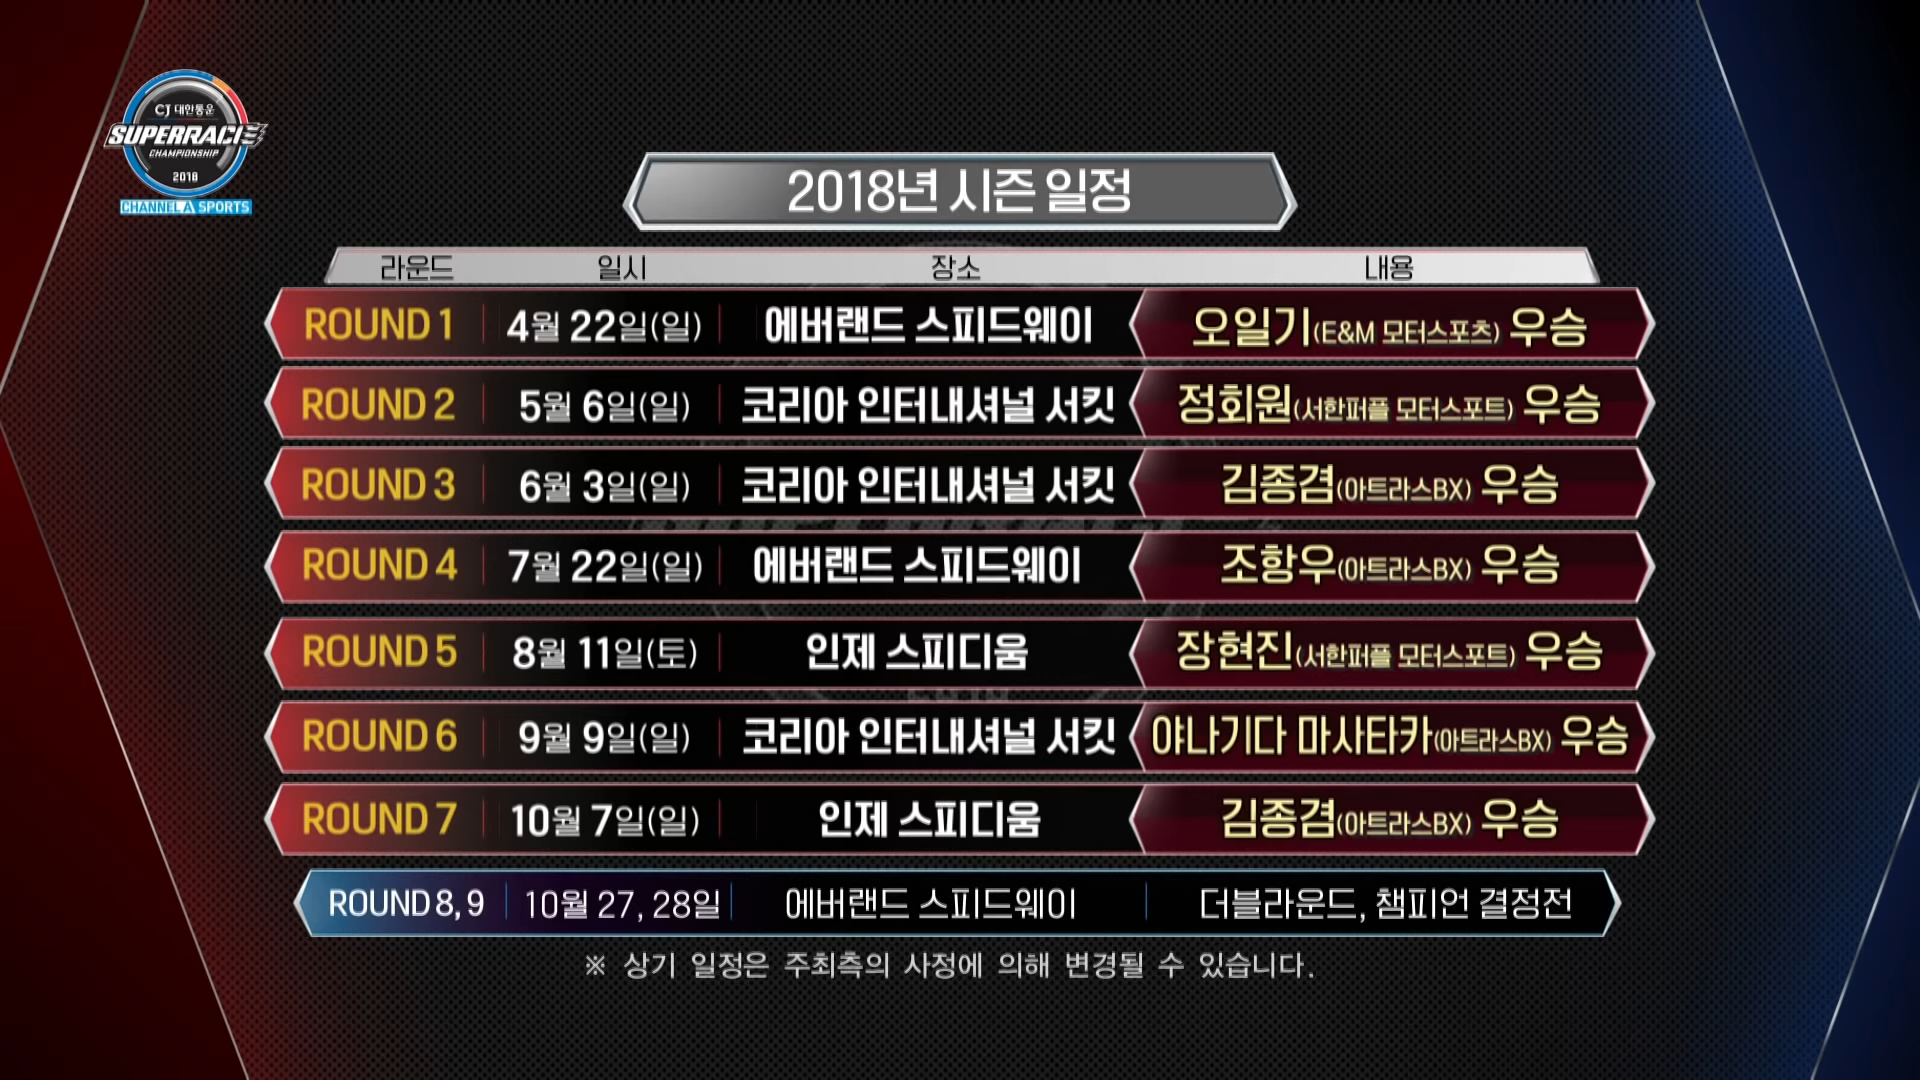 CJ 대한통운
SUPERRACE
CHAMPIONSHIP
2018
CHANNEL A SPORTS
2018년 시즌 일정
라운드 일시 장소 내용
ROUND 1 4월 22일(일) 에버랜드 스피드웨이 오일기(E&M 모터스포츠) 우승
ROUND 2 5월 6일(일) 코리아 인터내셔널 서킷 정회원(서한퍼플 모터스포트) 우승
ROUND 3 6월 3일(일) 코리아 인터내셔널 서킷 김종겸(아트라스BX) 우승
ROUND 4 7월 22일(일) 에버랜드 스피드웨이 조항우(아트라스BX) 우승
ROUND 5 8월 11일(토) 인제 스피디움 장현진(서한퍼플 모터스포트) 우승
ROUND 6 9월 9일(일) 코리아 인터내셔널 서킷 야나기다 마사타카(아트라스BX) 우승
ROUND 7 10월 7일(일) 인제 스피디움 김종겸(아트라스BX) 우승
ROUND 8, 9 10월 27, 28일 에버랜드 스피드웨이 더블라운드, 챔피언 결정전
※ 상기 일정은 주최측의 사정에 의해 변경될 수 있습니다.